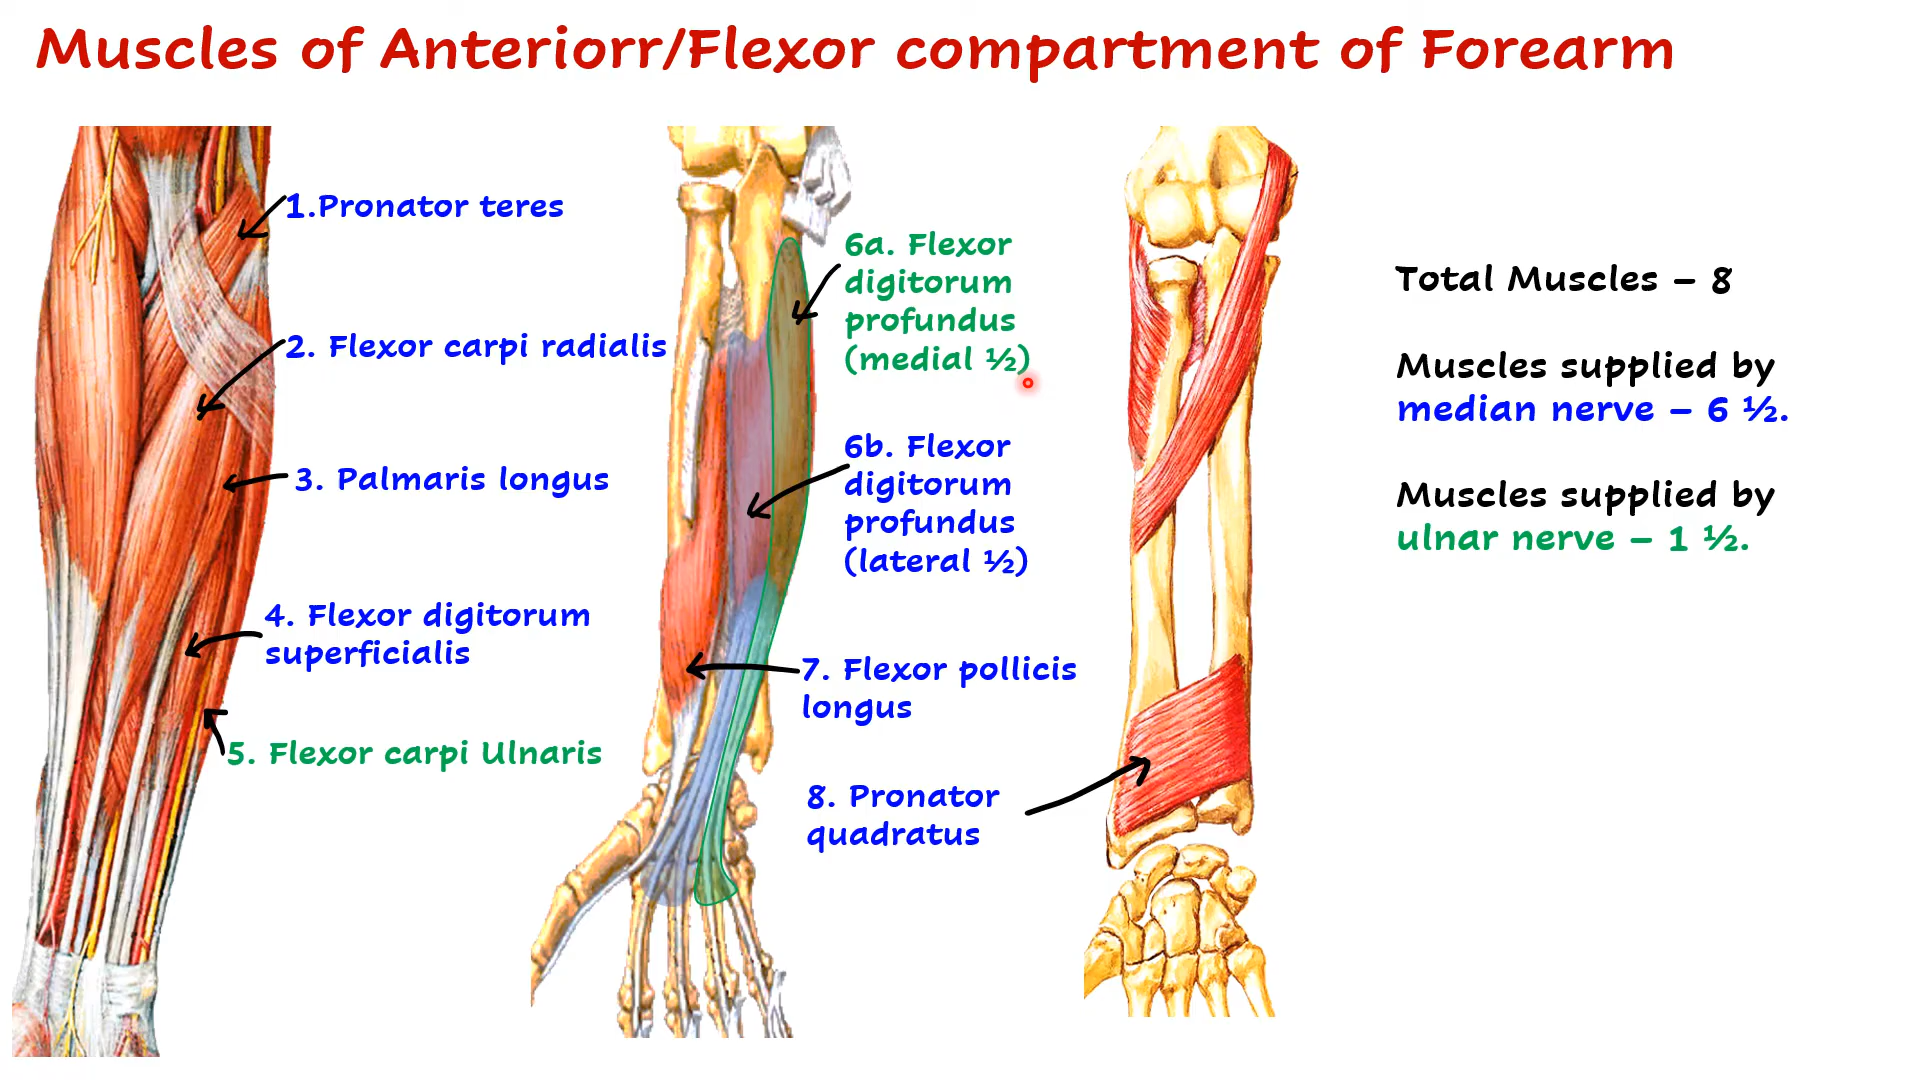 Muscles of Anteriorr/Flexor compartment of Forearm
1.Pronator teres
2. Flexor carpi radialis
3. Palmaris longus
4. Flexor digitorum
superficialis
5. Flexor carpi Ulnaris
6a. Flexor
digitorum
profundus
(medial ½)
6b. Flexor
digitorum
profundus
(lateral ½)
7. Flexor pollicis
longus
8. Pronator
quadratus
Total Muscles – 8
Muscles supplied by
median nerve – 6 ½.
Muscles supplied by
ulnar nerve – 1 ½.